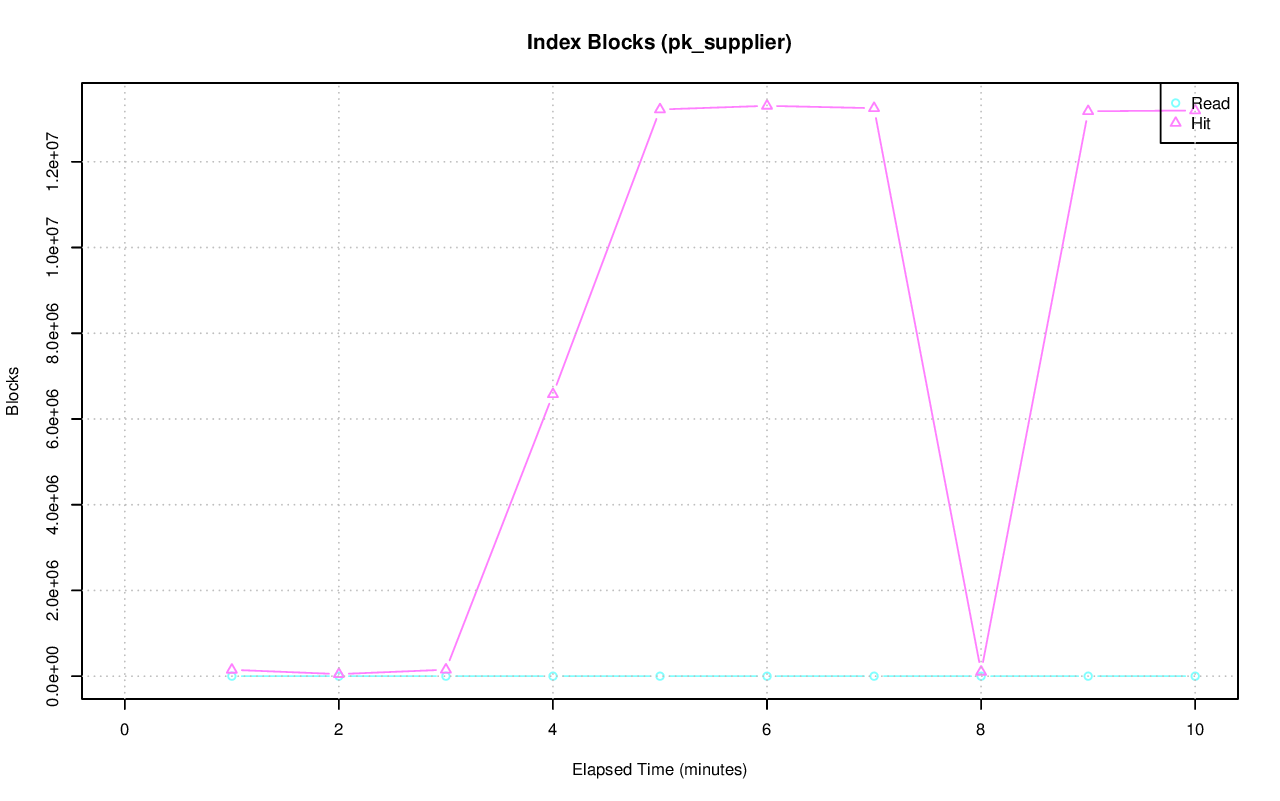 Index Blocks (pk_supplier)
Read
Hit
1.2e+07
1.0e+07
8.0e+06
6.0e+06
4.0e+06
2.0e+06
0.0e+00
Blocks
0 2 4 6 8 10
Elapsed Time (minutes)